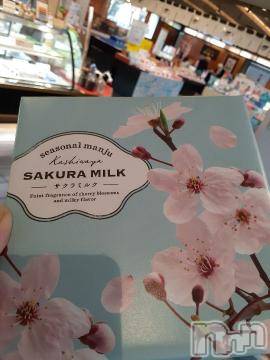 seasonal manju
Kashiwaya
SAKURA MILK
サクラミルク
Faint fragrance of cherry blossoms
and milky flavor